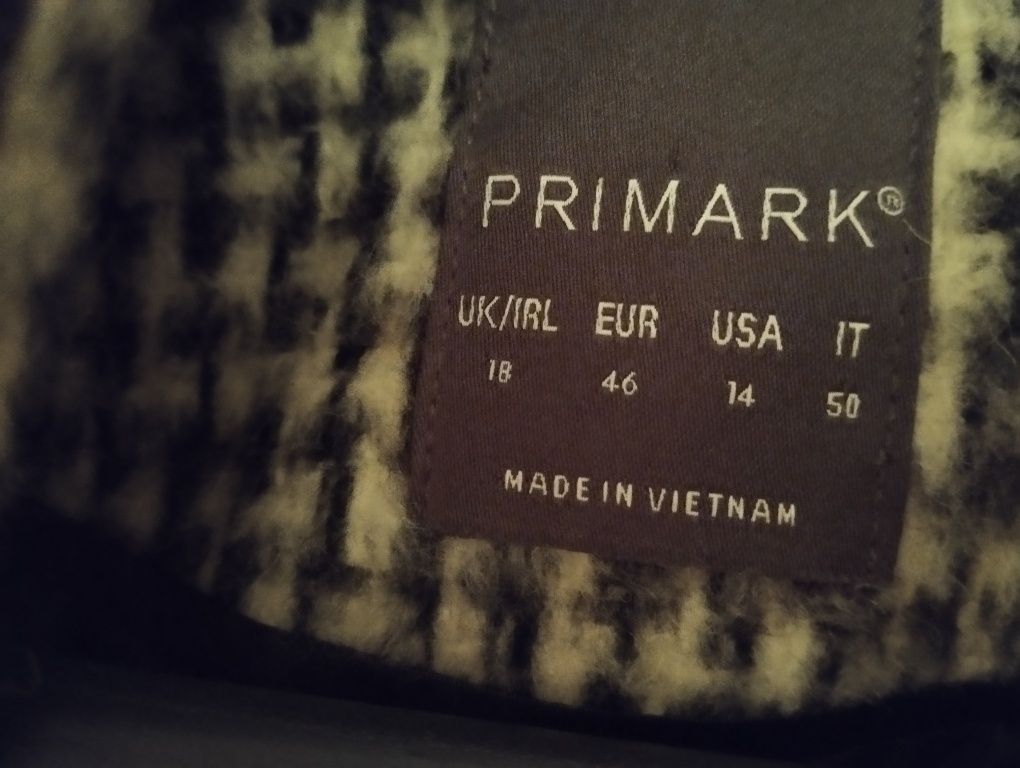 PRIMARK®
UK/IRL EUR USA IT
18 46 14 50
MADE IN VIETNAM